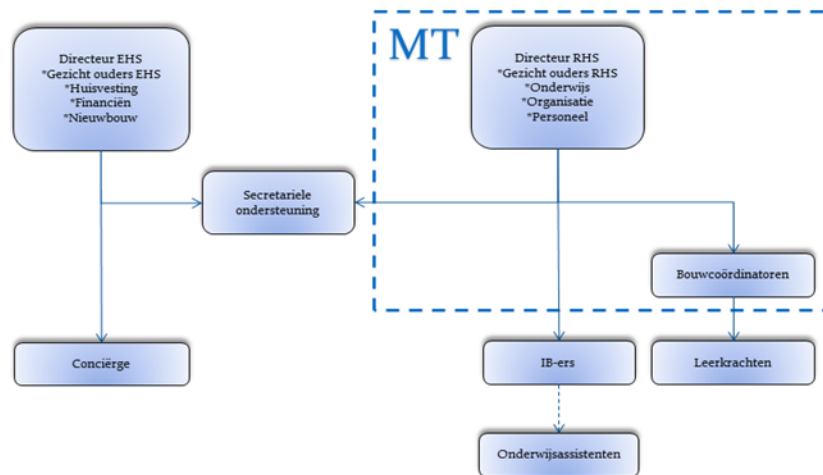 MT
Directeur EHS
*Gezicht ouders EHS
*Huisvesting
*Financiën
*Nieuwbouw
Directeur RHS
*Gezicht ouders RHS
*Onderwijs
*Organisatie
*Personeel
Secretariele
ondersteuning
Bouwcoördinatoren
Conciërge
IB-ers
Leerkrachten
Onderwijsassistenten